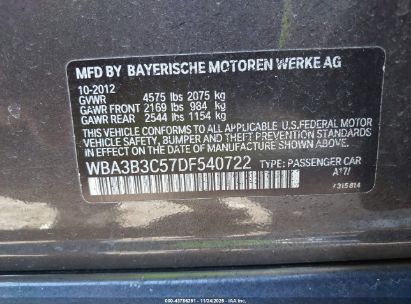 MFD BY BAYERISCHE MOTOREN WERKE AG
10-2012
GVWR 4575 lbs 2075 kg
GAWR FRONT 2169 lbs 984 kg
GAWR REAR 2544 lbs 1154 kg
THIS VEHICLE CONFORMS TO ALL APPLICABLE U.S.FEDERAL MOTOR
VEHICLE SAFETY, BUMPER AND THEFT PREVENTION STANDARDS
IN EFFECT ON THE DATE OF MANUFACTURE SHOWN ABOVE.
WBA3B3C57DF540722 TYPE: PASSENGER CAR
A17/